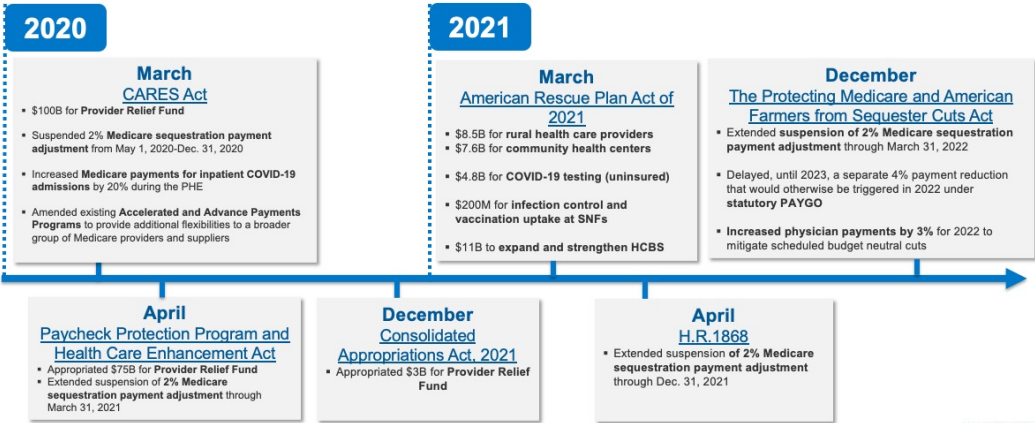 2020
2021
March
CARES Act
▪ $100B for Provider Relief Fund
▪ Suspended 2% Medicare sequestration payment
adjustment from May 1, 2020-Dec. 31, 2020
▪ Increased Medicare payments for inpatient COVID-19
admissions by 20% during the PHE
▪ Amended existing Accelerated and Advance Payments
Programs to provide additional flexibilities to a broader
group of Medicare providers and suppliers
March
American Rescue Plan Act of
2021
▪ $8.5B for rural health care providers
▪ $7.6B for community health centers
▪ $4.8B for COVID-19 testing (uninsured)
▪ $200M for infection control and
vaccination uptake at SNFs
▪ $11B to expand and strengthen HCBS
December
The Protecting Medicare and American
Farmers from Sequester Cuts Act
▪ Extended suspension of 2% Medicare sequestration
payment adjustment through March 31, 2022
▪ Delayed, until 2023, a separate 4% payment reduction
that would otherwise be triggered in 2022 under
statutory PAYGO
▪ Increased physician payments by 3% for 2022 to
mitigate scheduled budget neutral cuts
April
Paycheck Protection Program and
Health Care Enhancement Act
▪ Appropriated $75B for Provider Relief Fund
▪ Extended suspension of 2% Medicare
sequestration payment adjustment through
March 31, 2021
December
Consolidated
Appropriations Act, 2021
▪ Appropriated $3B for Provider Relief
Fund
April
H.R.1868
▪ Extended suspension of 2% Medicare
sequestration payment adjustment
through Dec. 31, 2021